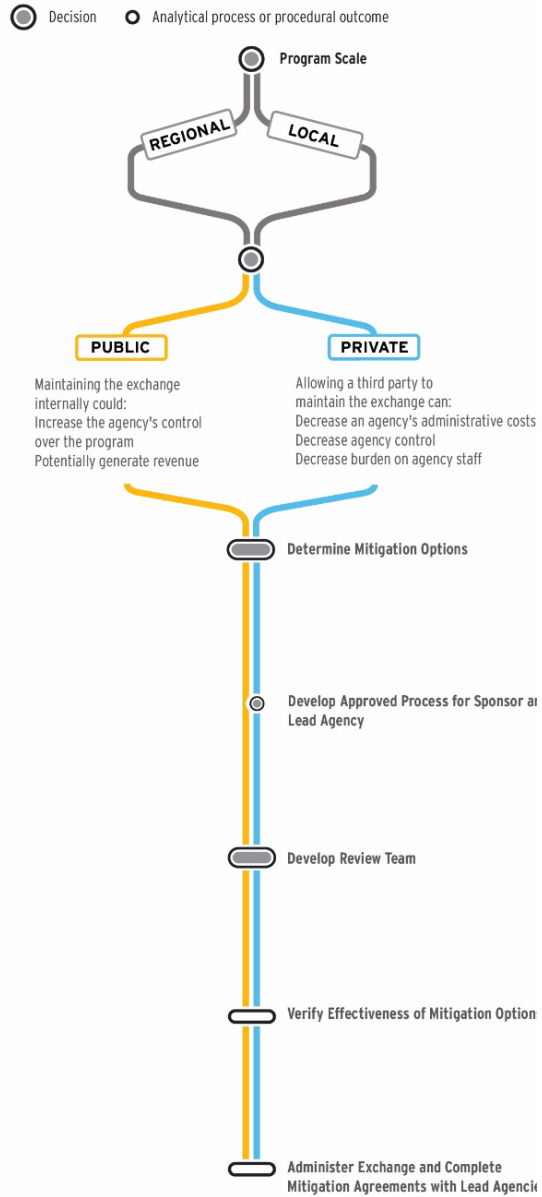 Decision
Analytical process or procedural outcome
Program Scale
REGIONAL
LOCAL
PUBLIC
PRIVATE
Maintaining the exchange
internally could:
Increase the agency's control
over the program
Potentially generate revenue
Allowing a third party to
maintain the exchange can:
Decrease an agency's administrative costs
Decrease agency control
Decrease burden on agency staff
Determine Mitigation Options
Develop Approved Process for Sponsor an
Lead Agency
Develop Review Team
Verify Effectiveness of Mitigation Options
Administer Exchange and Complete
Mitigation Agreements with Lead Agencie